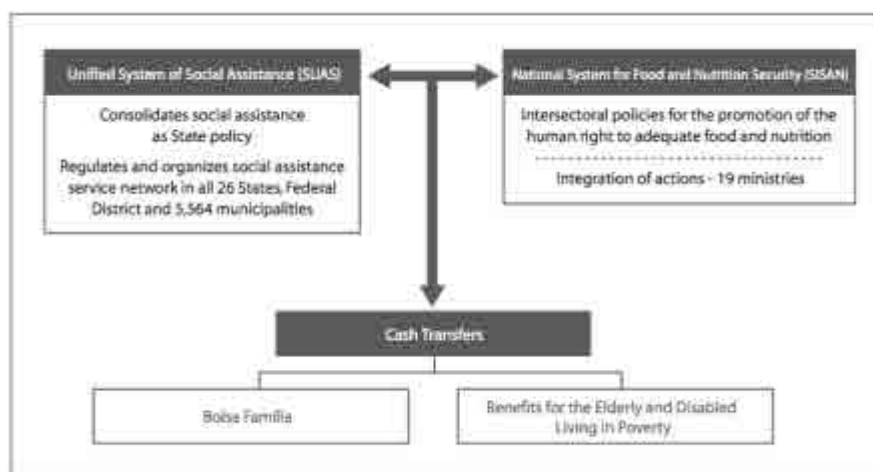 Unified System of Social Assistance (SUAS)
Consolidates social assistance
as State policy
Regulates and organizes social assistance
service network in all 26 States, Federal
District and 5,564 municipalities
National System for Food and Nutrition Security (SISAN)
Intersectoral policies for the promotion of the
human right to adequate food and nutrition
Integration of actions - 19 ministries
Cash Transfers
Bolsa Família
Benefits for the Elderly and Disabled
Living in Poverty